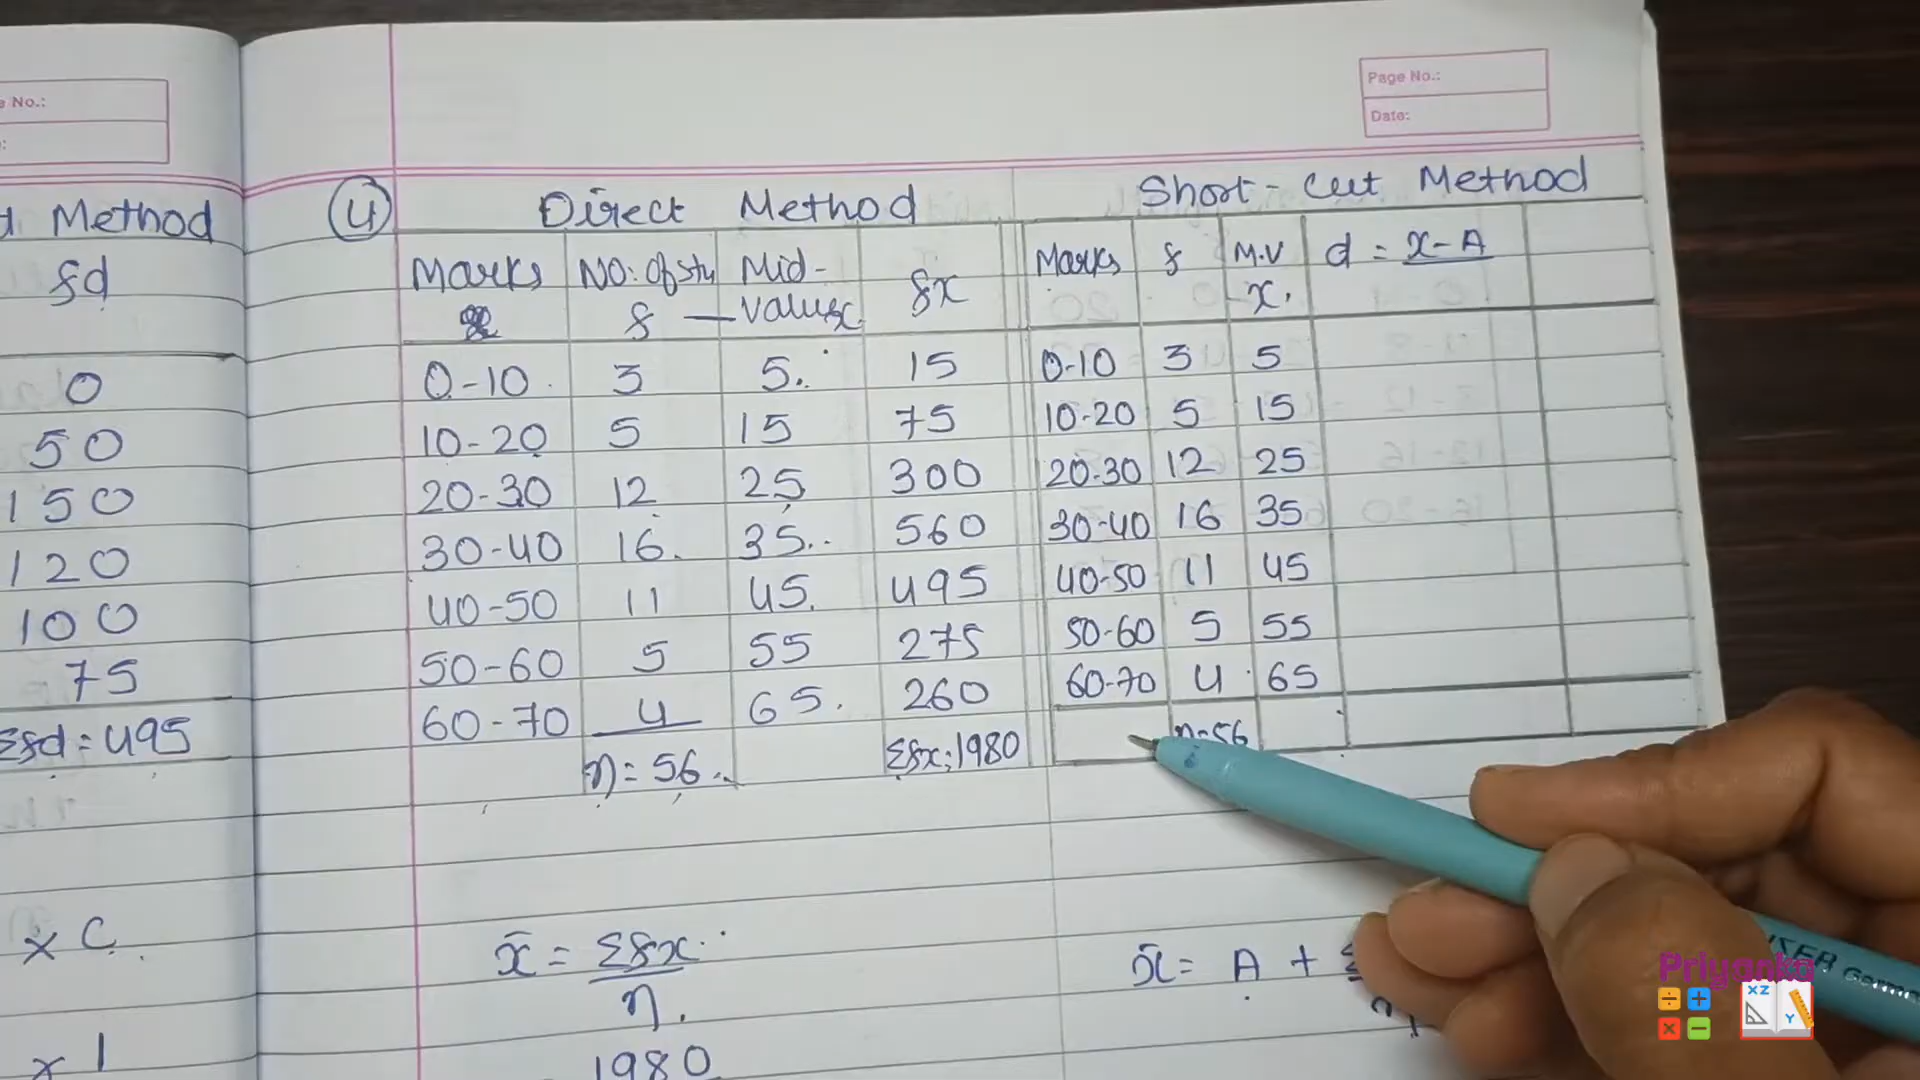 No.:
Page No.:
Date:
Method
fd
0
50
150
120
100
75
Σfd = 495
x C
x 1
4 Direct Method
Short-Cut Method
Marks No: Of stu Mid-
f values x fx
0-10 3 5. 15
10-20 5 15 75
20-30 12 25 300
30-40 16. 35.. 560
40-50 11 45. 495
50-60 5 55 275
60-70 4 65. 260
n = 56. Σfx: 1980
Marks f M.V d = x - A
x.
0-10 3 5
10-20 5 15
20-30 12 25
30-40 16 35
40-50 11 45
50-60 5 55
60-70 4 65
n=56
x̄ = Σfx
n.
1980
x̄ = A +
Priyanka
XZ
Y